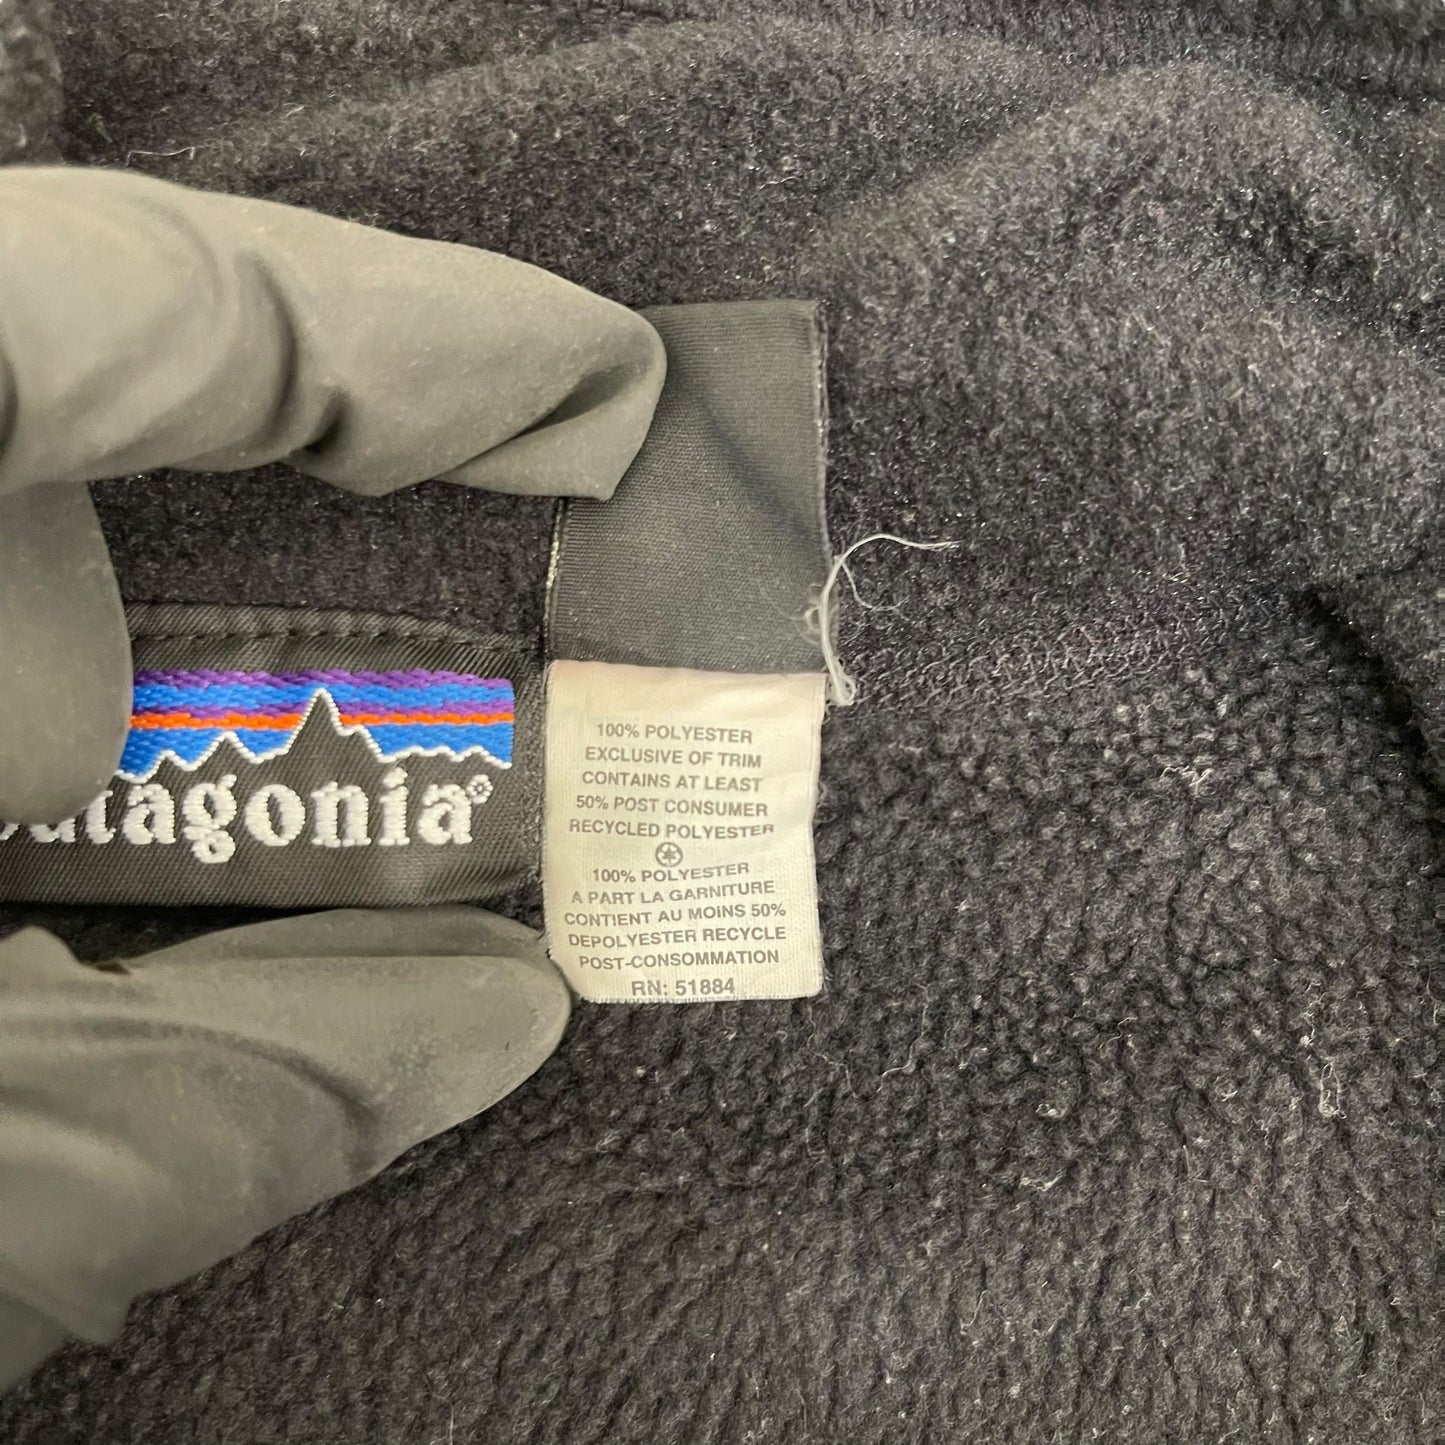 patagonia®
100% POLYESTER
EXCLUSIVE OF TRIM
CONTAINS AT LEAST
50% POST CONSUMER
RECYCLED POLYESTER
100% POLYESTER
A PART LA GARNITURE
CONTIENT AU MOINS 50%
DEPOLYESTER RECYCLE
POST-CONSOMMATION
RN: 51884